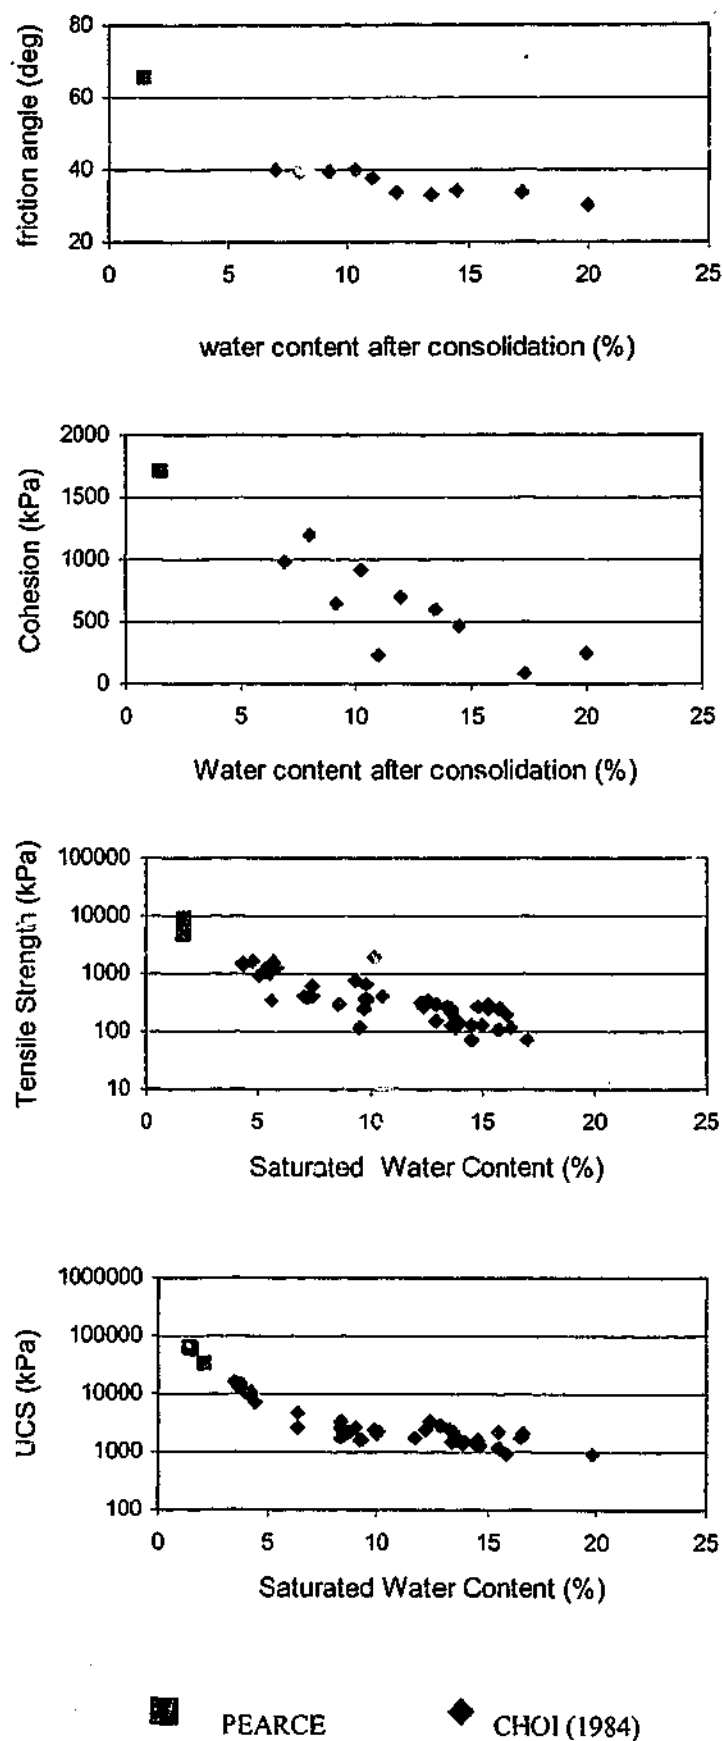 friction angle (deg)
80
60
40
20
0 5 10 15 20 25
water content after consolidation (%)
Cohesion (kPa)
2000
1500
1000
500
0
0 5 10 15 20 25
Water content after consolidation (%)
Tensile Strength (kPa)
100000
10000
1000
100
10
0 5 10 15 20 25
Saturated Water Content (%)
UCS (kPa)
1000000
100000
10000
1000
100
0 5 10 15 20 25
Saturated Water Content (%)
PEARCE CHOI (1984)